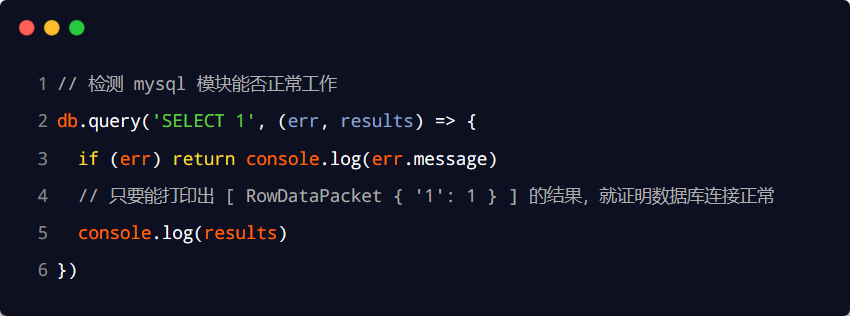 1 // 检测 mysql 模块能否正常工作
2 db.query('SELECT 1', (err, results) => {
3   if (err) return console.log(err.message)
4   // 只要能打印出 [ RowDataPacket { '1': 1 } ] 的结果，就证明数据库连接正常
5   console.log(results)
6 })